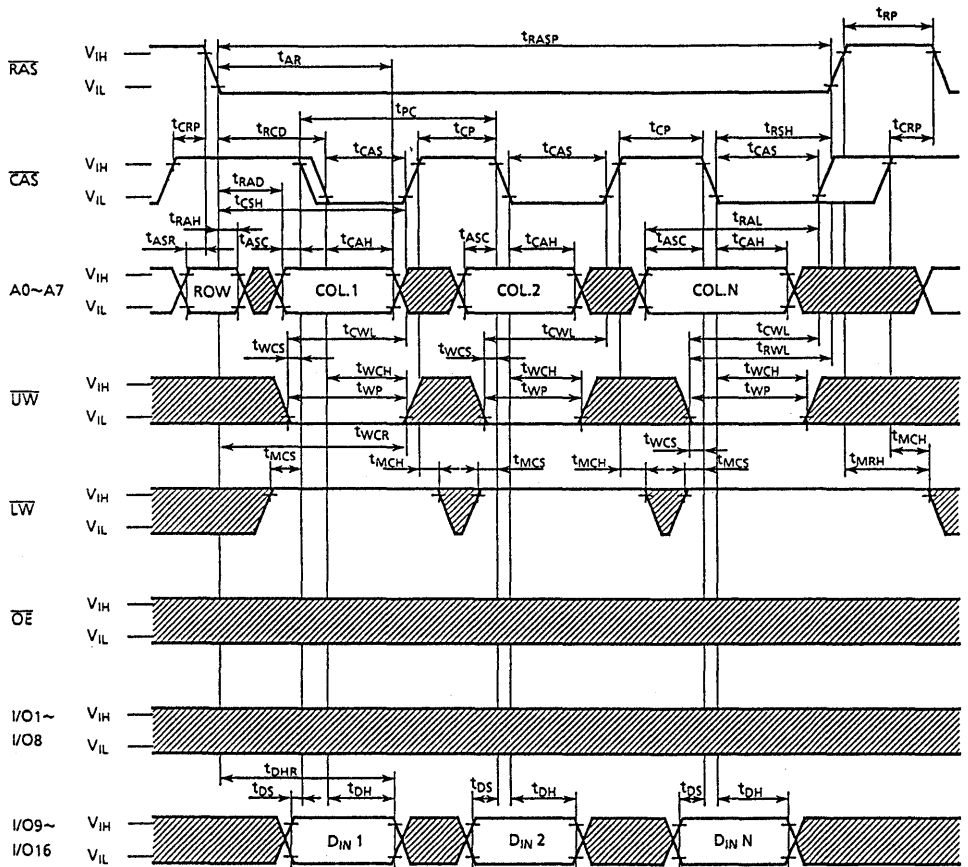 tRP
tRASP
VIH
RAS
VIL
tAR
tPC
tCRP
tRCD
tCP
tCP
tRSH
tCRP
VIH
tCAS
tCAS
tCAS
CAS
VIL
tRAD
tCSH
tRAH
tRAL
tASR
tASC
tCAH
tASC
tCAH
tASC
tCAH
VIH
A0~A7
ROW
COL.1
COL.2
COL.N
VIL
tCWL
tCWL
tCWL
tWCS
tWCS
tRWL
tWCH
tWCH
tWCH
VIH
UW
tWP
tWP
tWP
VIL
tWCR
tWCS
tMCH
tMCS
tMCH
tMCS
tMCH
tMCS
tMRH
VIH
LW
VIL
VIH
OE
VIL
I/O1~
VIH
I/O8
VIL
tDHR
tDS
tDH
tDS
tDH
tDS
tDH
I/O9~
VIH
DIN 1
DIN 2
DIN N
I/O16
VIL